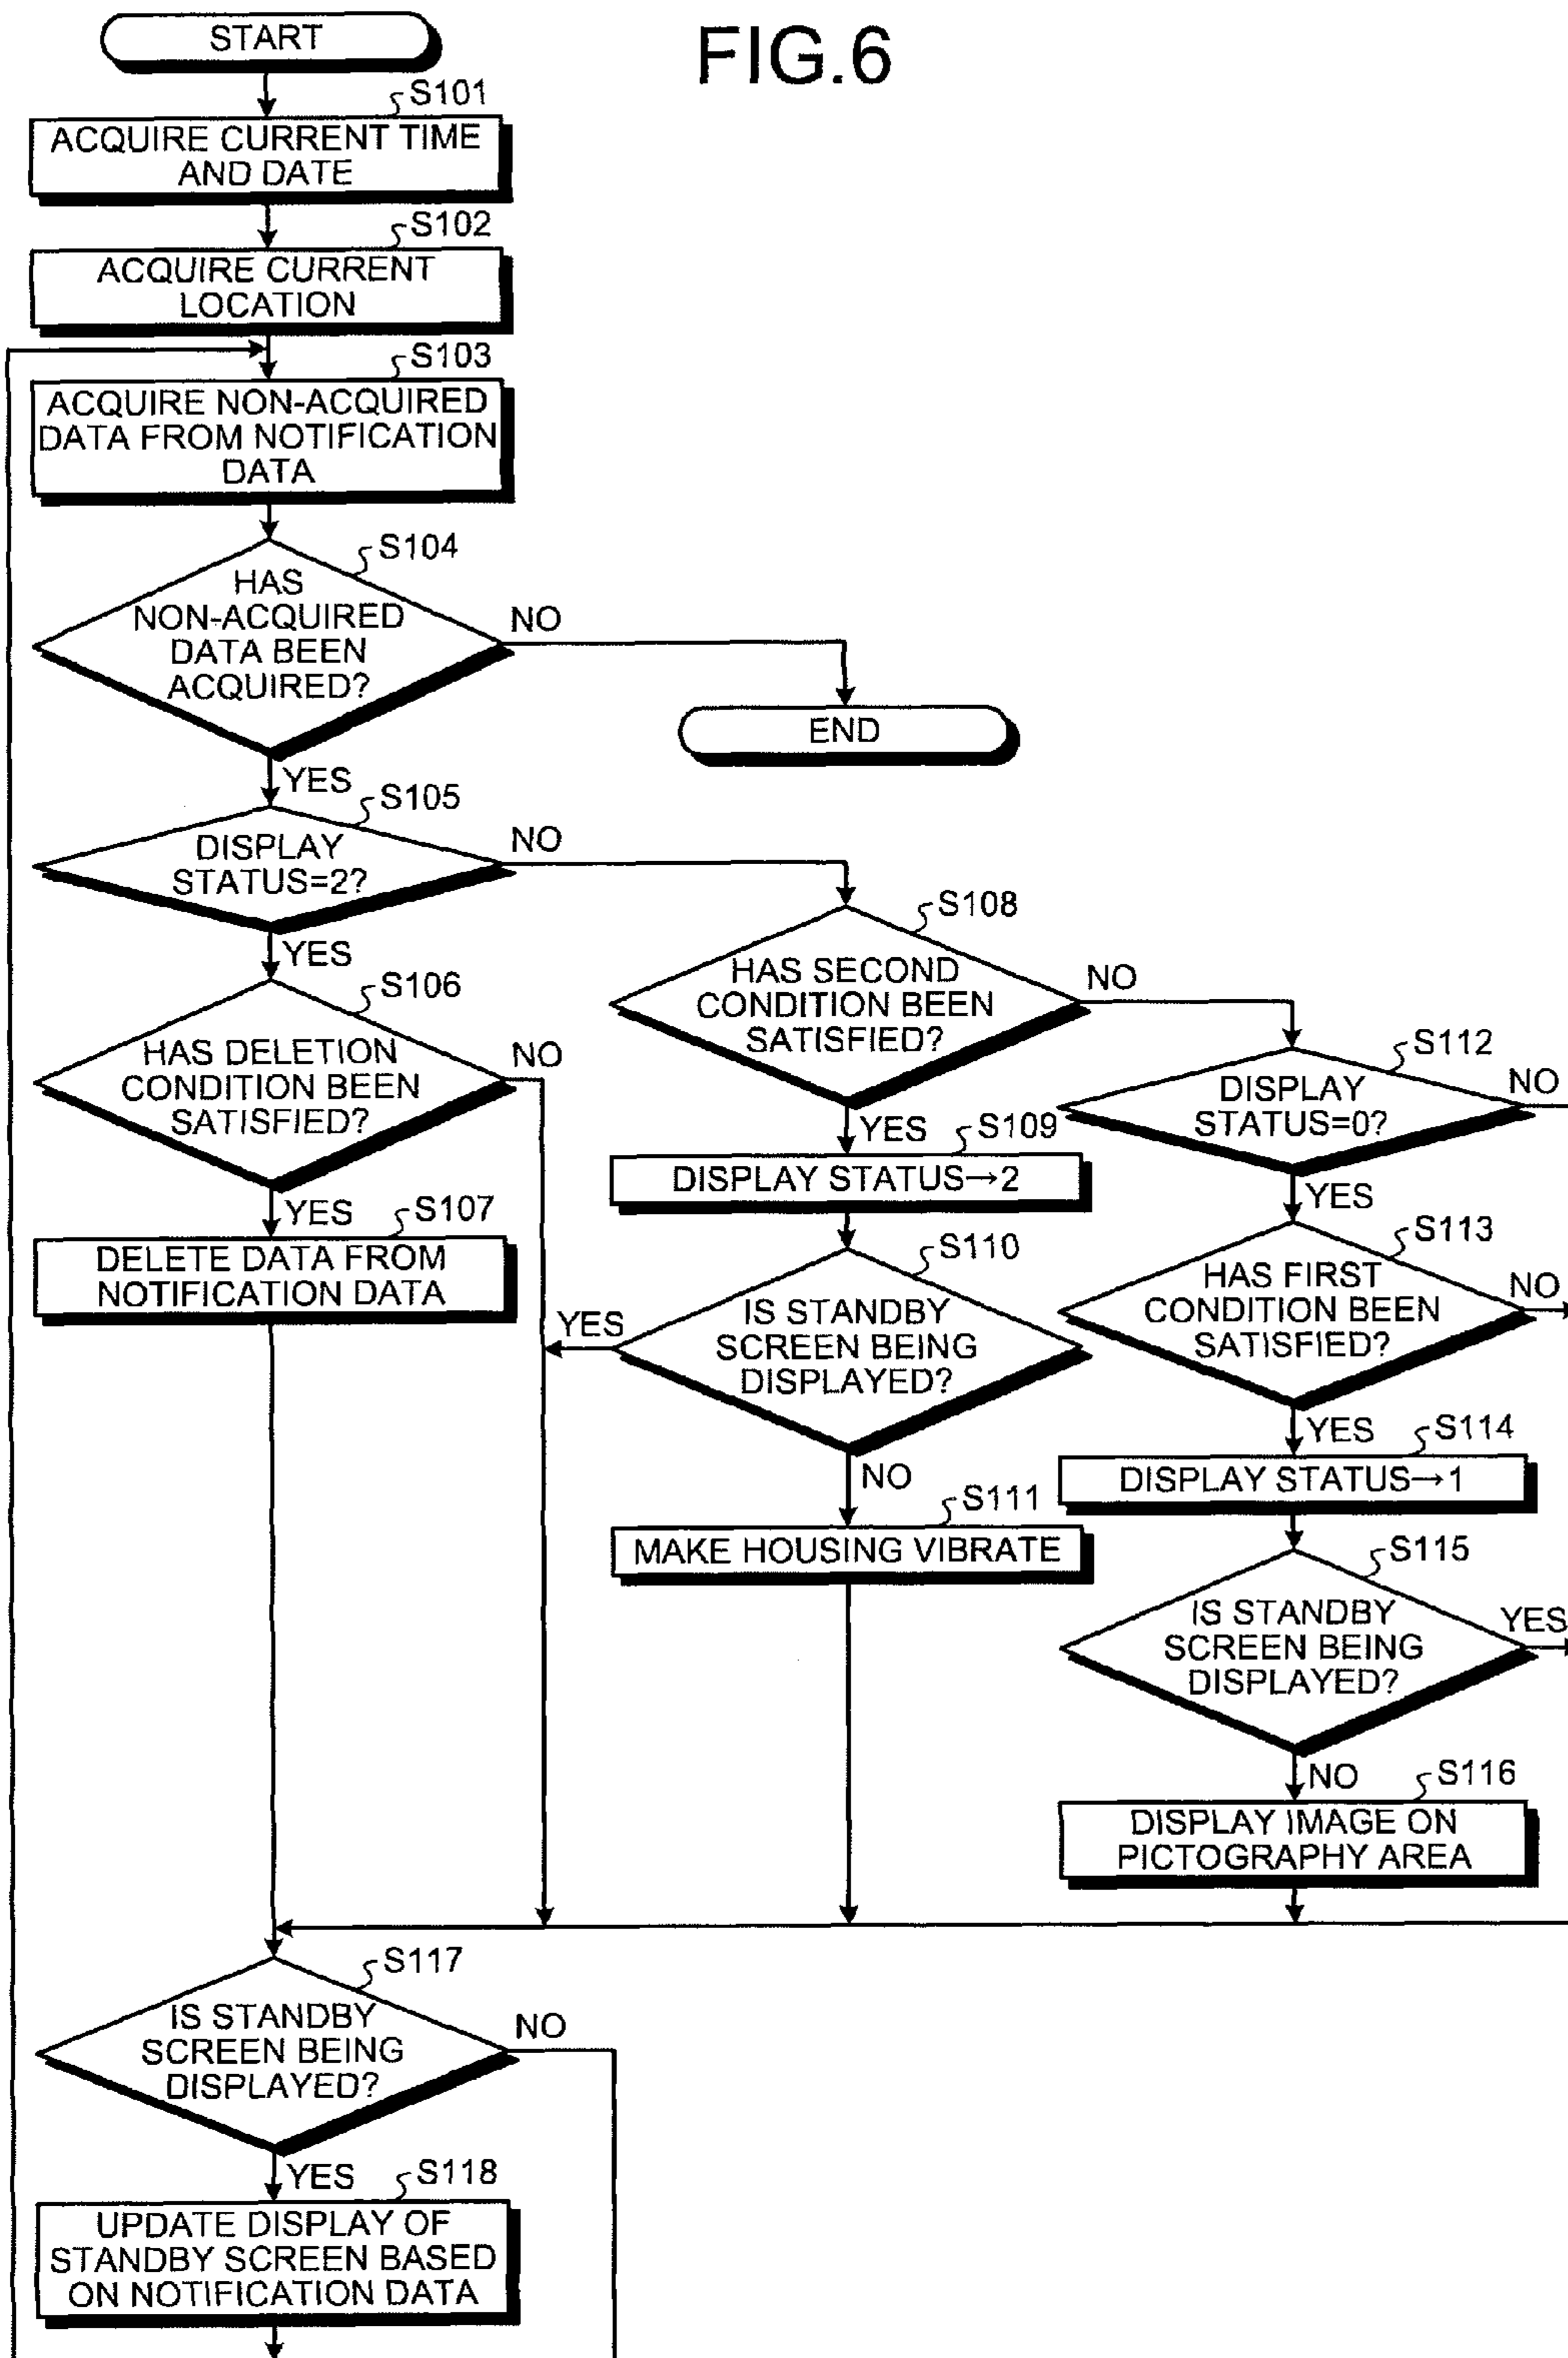 FIG.6
START
S101
ACQUIRE CURRENT TIME
AND DATE
S102
ACQUIRE CURRENT
LOCATION
S103
ACQUIRE NON-ACQUIRED
DATA FROM NOTIFICATION
DATA
S104
HAS
NON-ACQUIRED
DATA BEEN
ACQUIRED?
NO
END
YES
S105
DISPLAY
STATUS=2?
NO
YES
S106
HAS DELETION
CONDITION BEEN
SATISFIED?
NO
YES
S107
DELETE DATA FROM
NOTIFICATION DATA
S108
HAS SECOND
CONDITION BEEN
SATISFIED?
NO
YES
S109
DISPLAY STATUS→2
S110
IS STANDBY
SCREEN BEING
DISPLAYED?
YES
NO
S111
MAKE HOUSING VIBRATE
S112
DISPLAY
STATUS=0?
NO
YES
S113
HAS FIRST
CONDITION BEEN
SATISFIED?
NO
YES
S114
DISPLAY STATUS→1
S115
IS STANDBY
SCREEN BEING
DISPLAYED?
YES
NO
S116
DISPLAY IMAGE ON
PICTOGRAPHY AREA
S117
IS STANDBY
SCREEN BEING
DISPLAYED?
NO
YES
S118
UPDATE DISPLAY OF
STANDBY SCREEN BASED
ON NOTIFICATION DATA